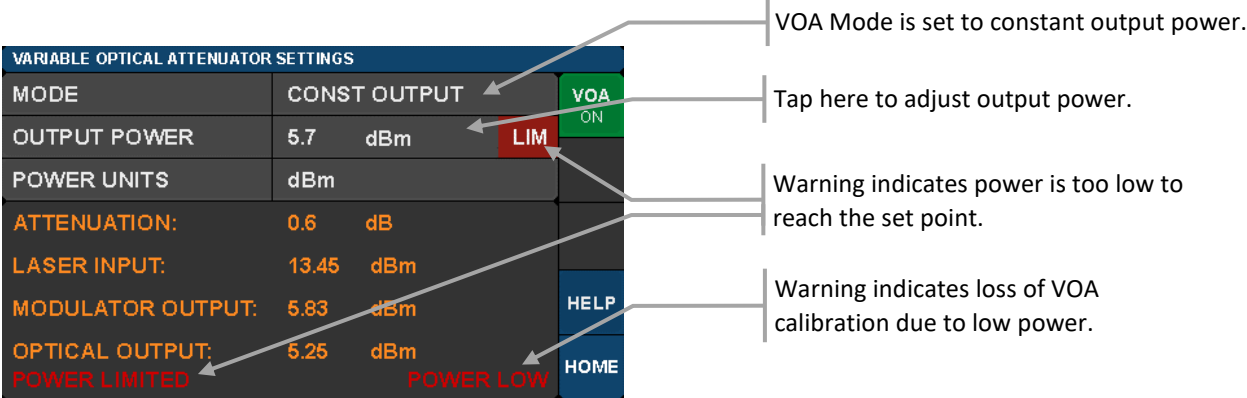 VOA Mode is set to constant output power.
VARIABLE OPTICAL ATTENUATOR SETTINGS
MODE CONST OUTPUT
VOA
ON
Tap here to adjust output power.
OUTPUT POWER 5.7 dBm LIM
POWER UNITS dBm
Warning indicates power is too low to
reach the set point.
ATTENUATION: 0.6 dB
LASER INPUT: 13.45 dBm
MODULATOR OUTPUT: 5.83 dBm
HELP
Warning indicates loss of VOA
calibration due to low power.
OPTICAL OUTPUT: 5.25 dBm
POWER LIMITED POWER LOW
HOME